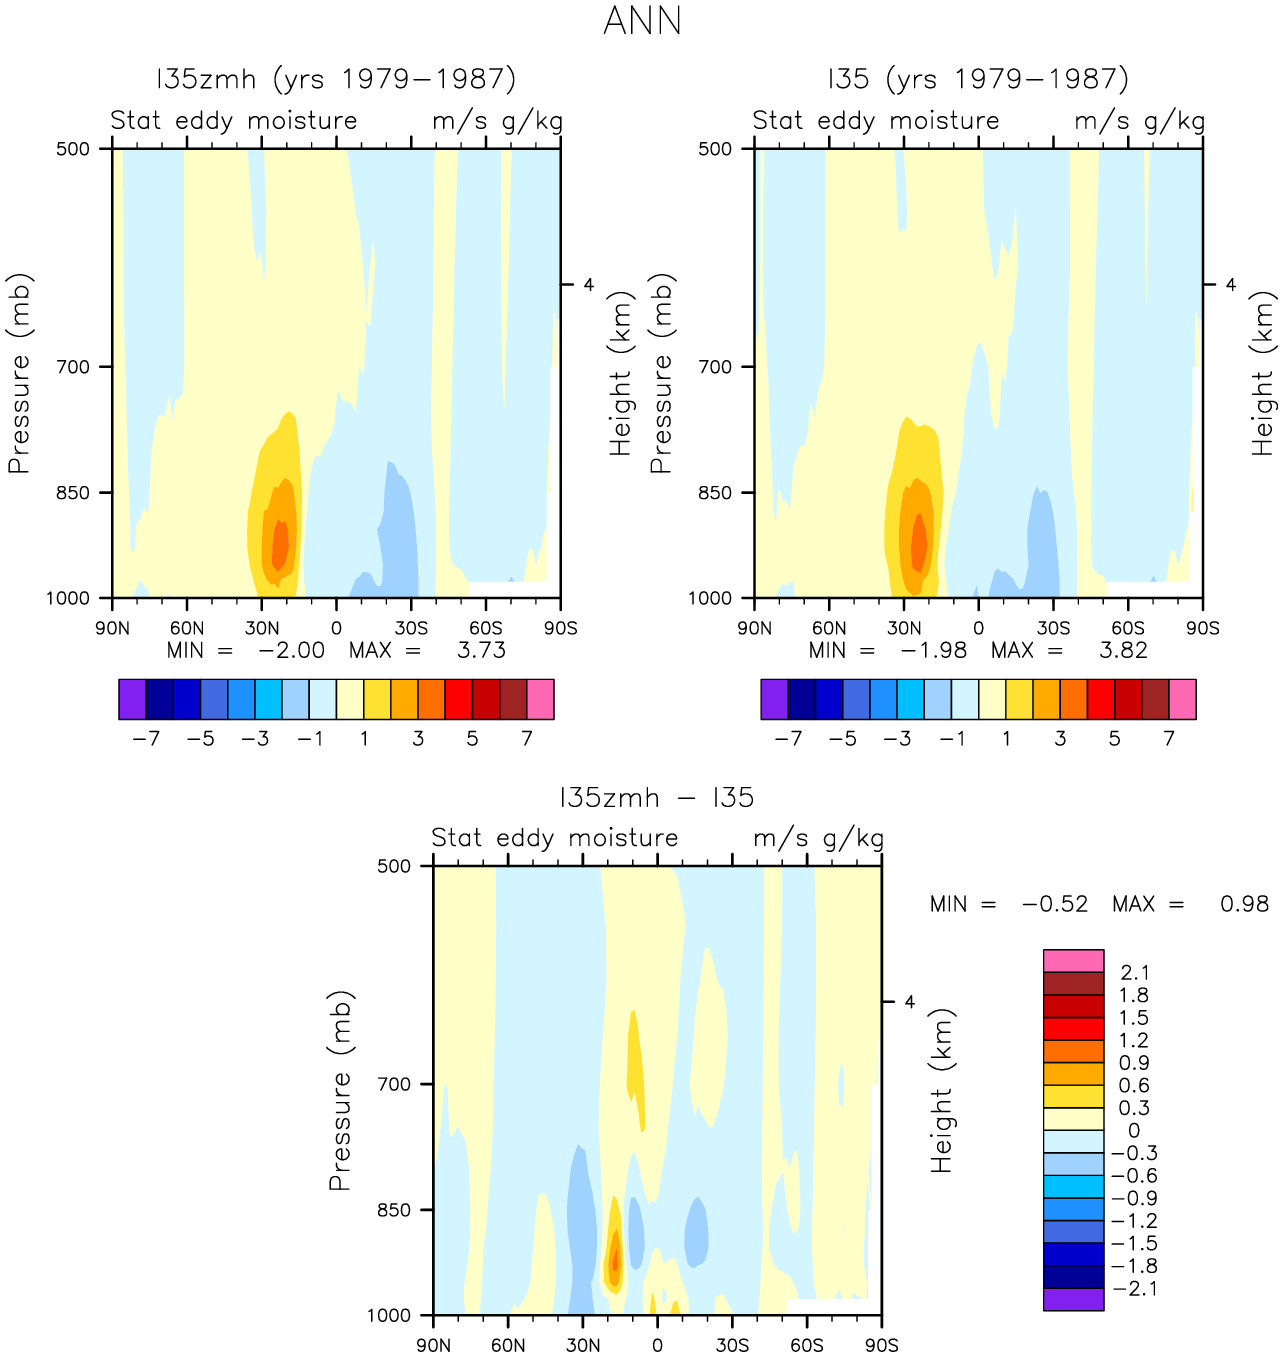 ANN
I35zmh (yrs 1979−1987)
I35 (yrs 1979−1987)
Stat eddy moisture m/s g/kg
Stat eddy moisture m/s g/kg
Pressure (mb)
500
700
850
1000
4
Height (km)
90N 60N 30N 0 30S 60S 90S
MIN = −2.00 MAX = 3.73
−7 −5 −3 −1 1 3 5 7
Pressure (mb)
500
700
850
1000
4
Height (km)
90N 60N 30N 0 30S 60S 90S
MIN = −1.98 MAX = 3.82
−7 −5 −3 −1 1 3 5 7
I35zmh − I35
Stat eddy moisture m/s g/kg
Pressure (mb)
500
700
850
1000
4
Height (km)
90N 60N 30N 0 30S 60S 90S
MIN = −0.52 MAX = 0.98
2.1
1.8
1.5
1.2
0.9
0.6
0.3
0
−0.3
−0.6
−0.9
−1.2
−1.5
−1.8
−2.1